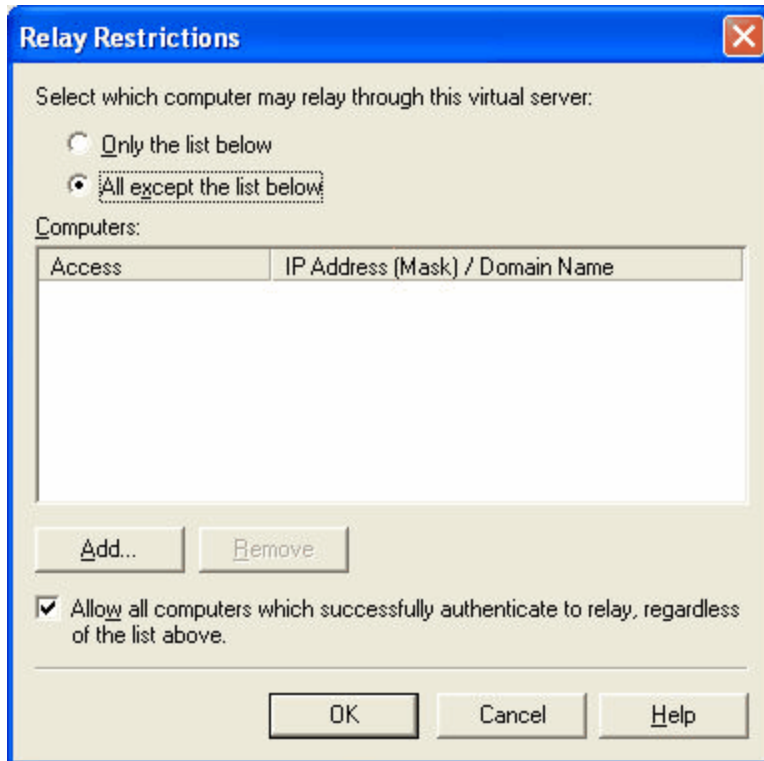 Relay Restrictions
Select which computer may relay through this virtual server:
Only the list below
All except the list below
Computers:
Access IP Address (Mask) / Domain Name
Add... Remove
Allow all computers which successfully authenticate to relay, regardless
of the list above.
OK Cancel Help